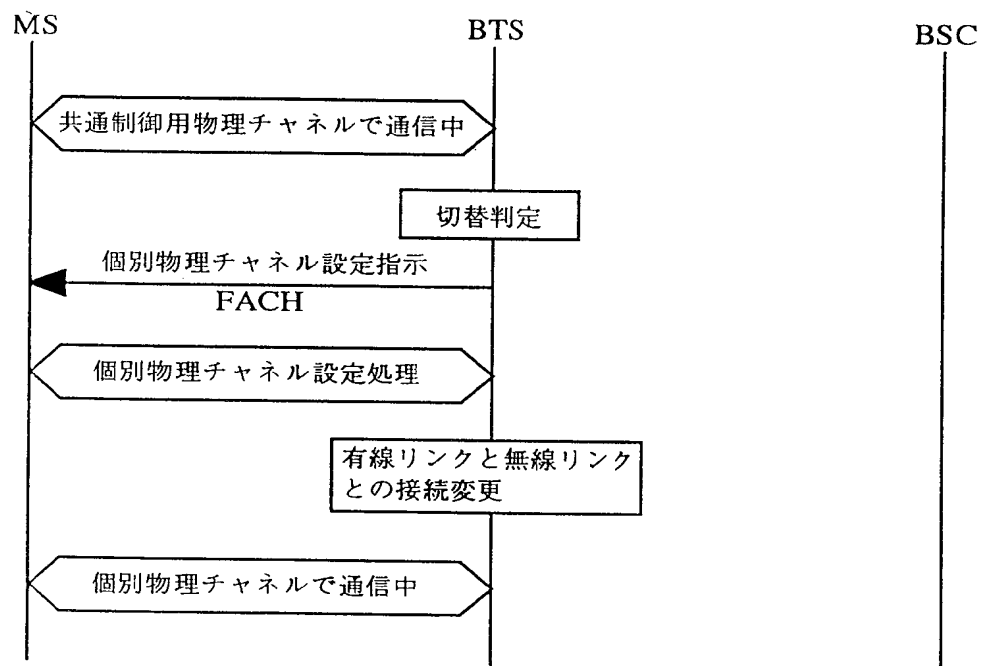 MS
BTS
BSC
共通制御用物理チャネルで通信中
切替判定
個別物理チャネル設定指示
FACH
個別物理チャネル設定処理
有線リンクと無線リンク
との接続変更
個別物理チャネルで通信中